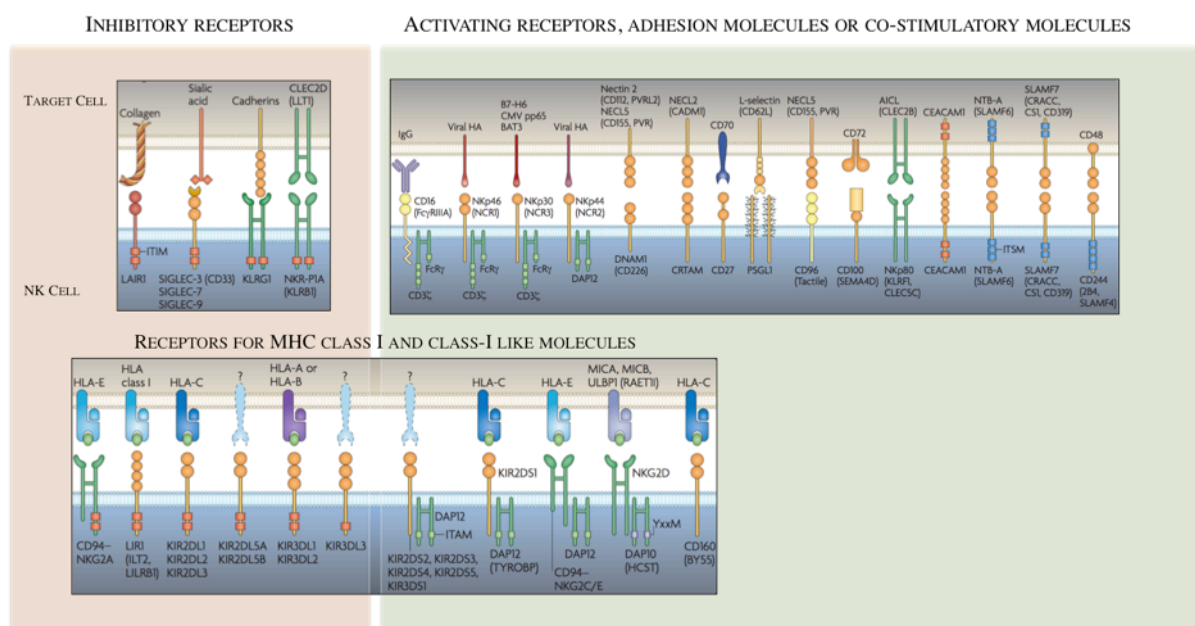 INHIBITORY RECEPTORS
ACTIVATING RECEPTORS, ADHESION MOLECULES OR CO-STIMULATORY MOLECULES
TARGET CELL
NK CELL
Collagen
Sialic
acid
Cadherins
CLEC2D
(LLT1)
ITIM
LAIR1
SIGLEC-3 (CD33)
SIGLEC-7
SIGLEC-9
KLRG1
NKR-P1A
(KLRB1)
IgG
Viral HA
B7-H6
CMV pp65
BAT3
Viral HA
Nectin 2
(CD112, PVRL2)
NECL5
(CD155, PVR)
NECL2
(CADM1)
CD70
L-selectin
(CD62L)
NECL5
(CD155, PVR)
CD72
AICL
(CLEC2B)
CEACAM1
NTB-A
(SLAMF6)
SLAMF7
(CRACC,
CS1, CD319)
CD48
CD16
(FcγRIIIA)
NKp46
(NCR1)
NKp30
(NCR3)
NKp44
(NCR2)
FcRγ
FcRγ
FcRγ
CD3ζ
CD3ζ
CD3ζ
DAP12
DNAM1
(CD226)
CRTAM
CD27
PSGL1
CD96
(Tactile)
CD100
(SEMA4D)
NKp80
(KLRF1,
CLEC5C)
CEACAM1
ITSM
NTB-A
(SLAMF6)
SLAMF7
(CRACC,
CS1, CD319)
CD244
(2B4,
SLAMF4)
RECEPTORS FOR MHC CLASS I AND CLASS-I LIKE MOLECULES
HLA-E
HLA
class I
HLA-C
?
HLA-A or
HLA-B
?
?
HLA-C
HLA-E
MICA, MICB,
ULBP1 (RAET1I)
HLA-C
KIR2DS1
NKG2D
DAP12
ITAM
YxxM
CD94–
NKG2A
LIR1
(ILT2,
LILRB1)
KIR2DL1
KIR2DL2
KIR2DL3
KIR2DL5A
KIR2DL5B
KIR3DL1
KIR3DL2
KIR3DL3
KIR2DS2, KIR2DS3,
KIR2DS4, KIR2DS5,
KIR3DS1
DAP12
(TYROBP)
DAP12
CD94–
NKG2C/E
DAP10
(HCST)
CD160
(BY55)